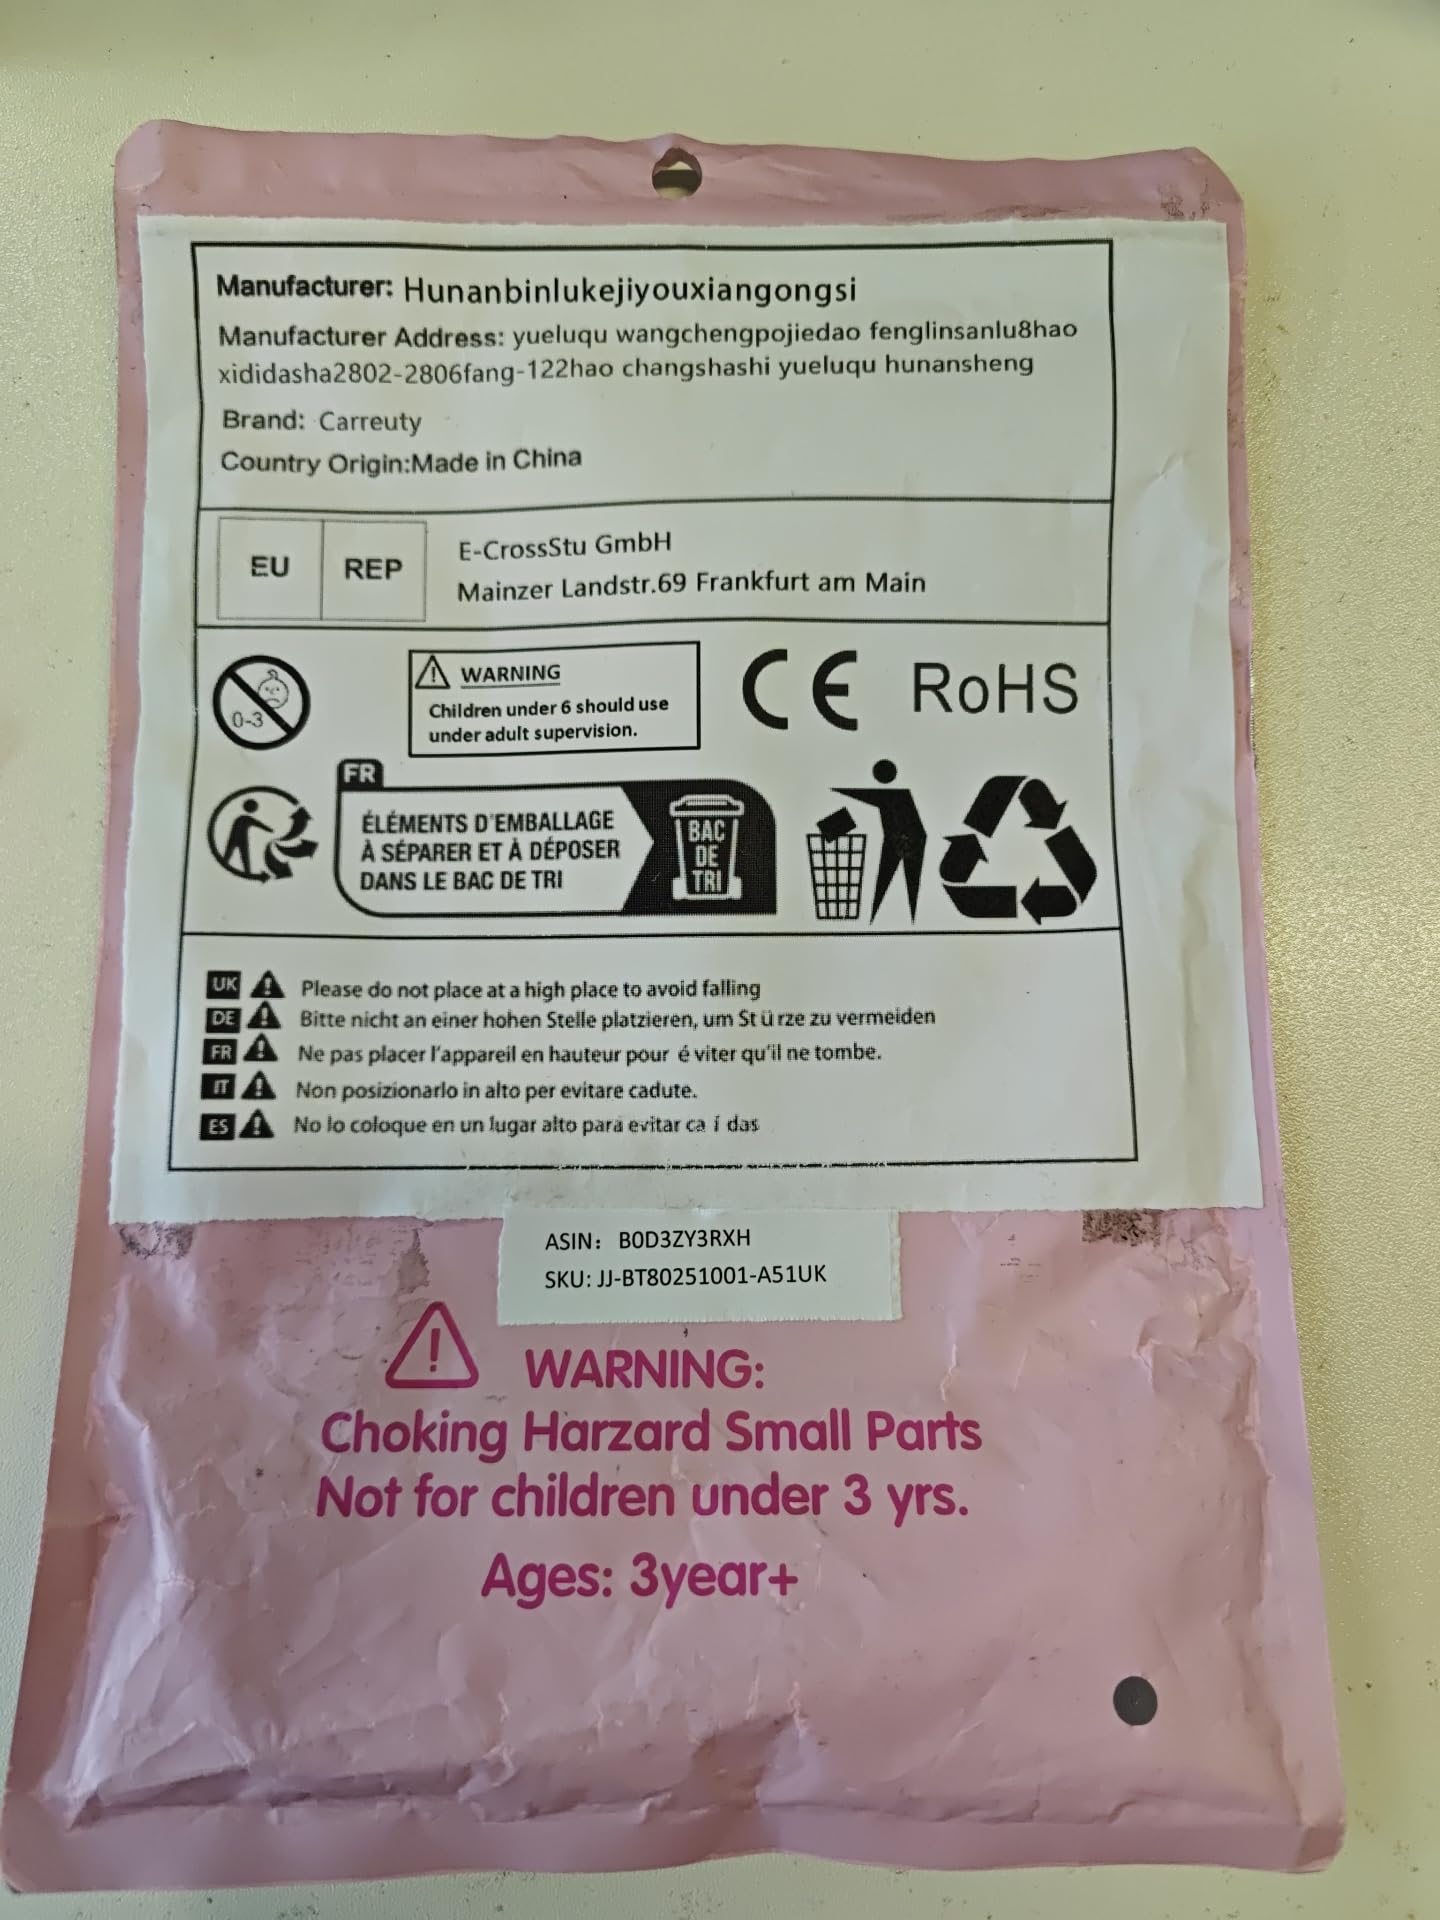 Manufacturer: Hunanbinlukejiyouxiangongsi
Manufacturer Address: yueluqu wangchengpojiedao fenglinsanlu8hao
xididasha2802-2806fang-122hao changshashi yueluqu hunansheng
Brand: Carreuty
Country Origin:Made in China
EU REP
E-CrossStu GmbH
Mainzer Landstr.69 Frankfurt am Main
0-3
WARNING
Children under 6 should use
under adult supervision.
CE RoHS
FR
ÉLÉMENTS D'EMBALLAGE
À SÉPARER ET À DÉPOSER
DANS LE BAC DE TRI
BAC
DE
TRI
UK Please do not place at a high place to avoid falling
DE Bitte nicht an einer hohen Stelle platzieren, um St ü rze zu vermeiden
FR Ne pas placer l'appareil en hauteur pour é viter qu'il ne tombe.
IT Non posizionarlo in alto per evitare cadute.
ES No lo coloque en un lugar alto para evitar ca í das
ASIN: B0D3ZY3RXH
SKU: JJ-BT80251001-A51UK
WARNING:
Choking Harzard Small Parts
Not for children under 3 yrs.
Ages: 3year+